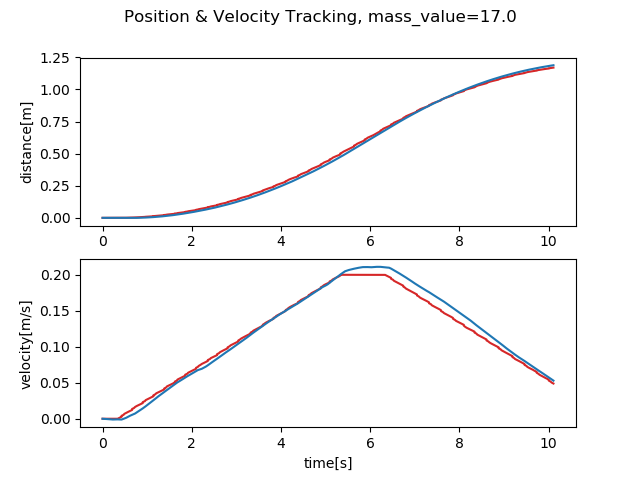 Position & Velocity Tracking, mass_value=17.0
1.25
1.00
0.75
0.50
0.25
0.00
distance[m]
0 2 4 6 8 10
0.20
0.15
0.10
0.05
0.00
velocity[m/s]
0 2 4 6 8 10
time[s]